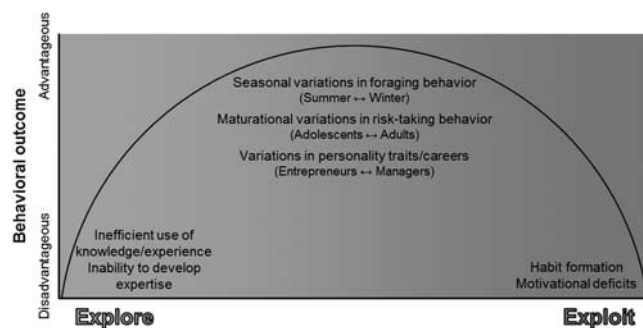 Advantageous
Behavioral outcome
Disadvantageous
Seasonal variations in foraging behavior
(Summer ↔ Winter)
Maturational variations in risk-taking behavior
(Adolescents ↔ Adults)
Variations in personality traits/careers
(Entrepreneurs ↔ Managers)
Inefficient use of
knowledge/experience
Inability to develop
expertise
Habit formation
Motivational deficits
Explore
Exploit